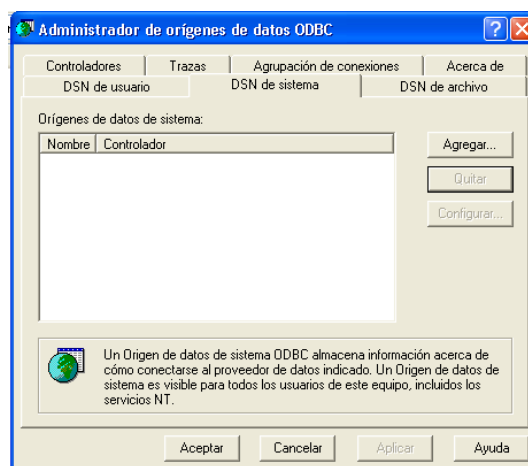 Administrador de orígenes de datos ODBC
Controladores Trazas Agrupación de conexiones Acerca de
DSN de usuario DSN de sistema DSN de archivo
Orígenes de datos de sistema:
Nombre Controlador
Agregar...
Quitar
Configurar...
Un Origen de datos de sistema ODBC almacena información acerca de
cómo conectarse al proveedor de datos indicado. Un Origen de datos de
sistema es visible para todos los usuarios de este equipo, incluidos los
servicios NT.
Aceptar Cancelar Aplicar Ayuda